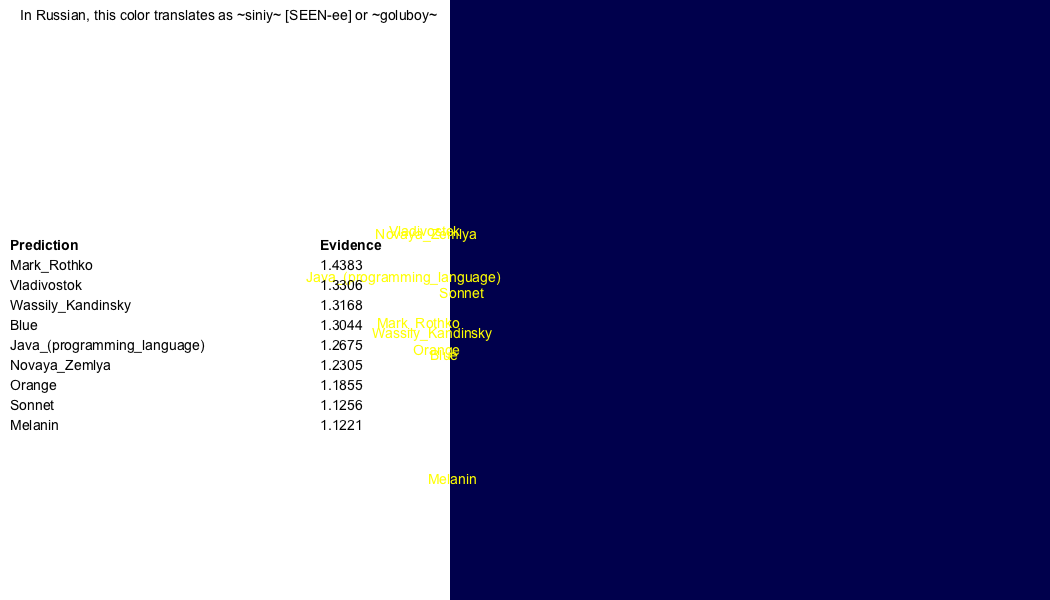 In Russian, this color translates as ~siniy~ [SEEN-ee] or ~goluboy~
Vladivostok
Novaya_Zemlya
Prediction Evidence
Mark_Rothko 1.4383
Java_(programming_language)
Vladivostok 1.3306
Sonnet
Wassily_Kandinsky 1.3168
Mark_Rothko
Blue 1.3044
Wassily_Kandinsky
Java_(programming_language) 1.2675
Orange
Blue
Novaya_Zemlya 1.2305
Orange 1.1855
Sonnet 1.1256
Melanin 1.1221
Melanin